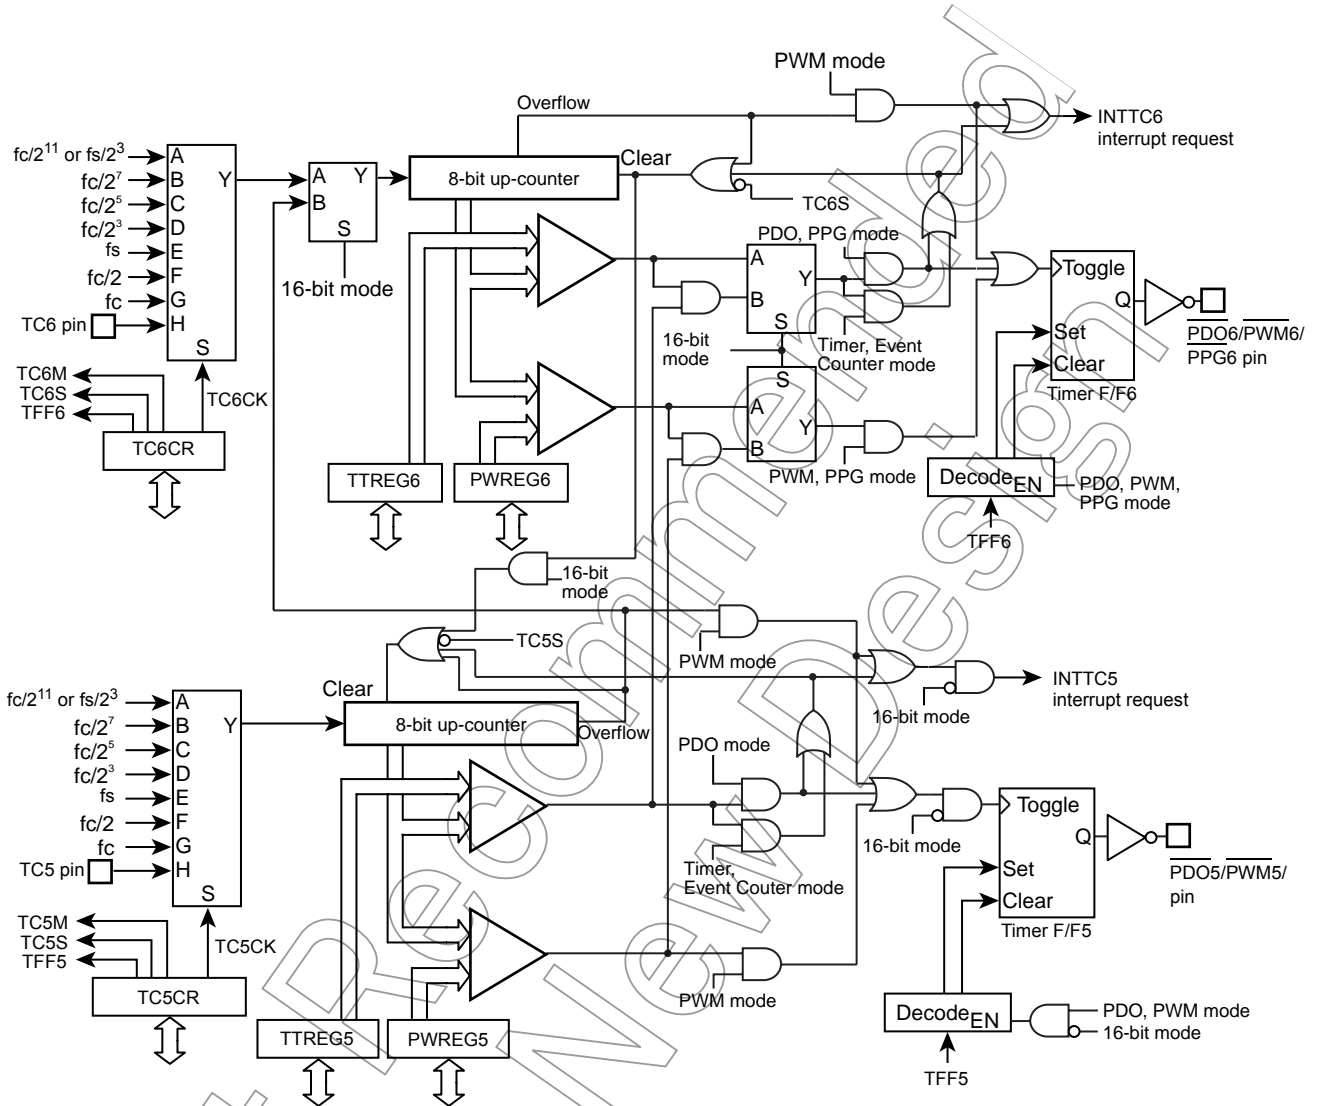 PWM mode
Overflow
INTTC6
interrupt request
fc/2^11 or fs/2^3
fc/2^7
fc/2^5
fc/2^3
fs
fc/2
fc
TC6 pin
A
B
C
D
E
F
G
H
Y
S
A
B
Y
S
16-bit mode
8-bit up-counter
Clear
TC6S
PDO, PPG mode
A
B
Y
S
16-bit
mode
Timer, Event
Counter mode
S
A
B
Y
PWM, PPG mode
Toggle
Q
Set
Clear
Timer F/F6
PDO6/PWM6/
PPG6 pin
TC6M
TC6S
TFF6
TC6CK
TC6CR
TTREG6
PWREG6
Decode EN
PDO, PWM,
PPG mode
TFF6
16-bit
mode
TC5S
PWM mode
INTTC5
interrupt request
16-bit mode
fc/2^11 or fs/2^3
fc/2^7
fc/2^5
fc/2^3
fs
fc/2
fc
TC5 pin
A
B
C
D
E
F
G
H
Y
S
Clear
8-bit up-counter
Overflow
PDO mode
Timer,
Event Couter mode
16-bit mode
Toggle
Q
Set
Clear
Timer F/F5
PDO5/PWM5/
pin
TC5M
TC5S
TFF5
TC5CK
TC5CR
TTREG5
PWREG5
PWM mode
Decode EN
PDO, PWM mode
16-bit mode
TFF5
Recommended
New Design